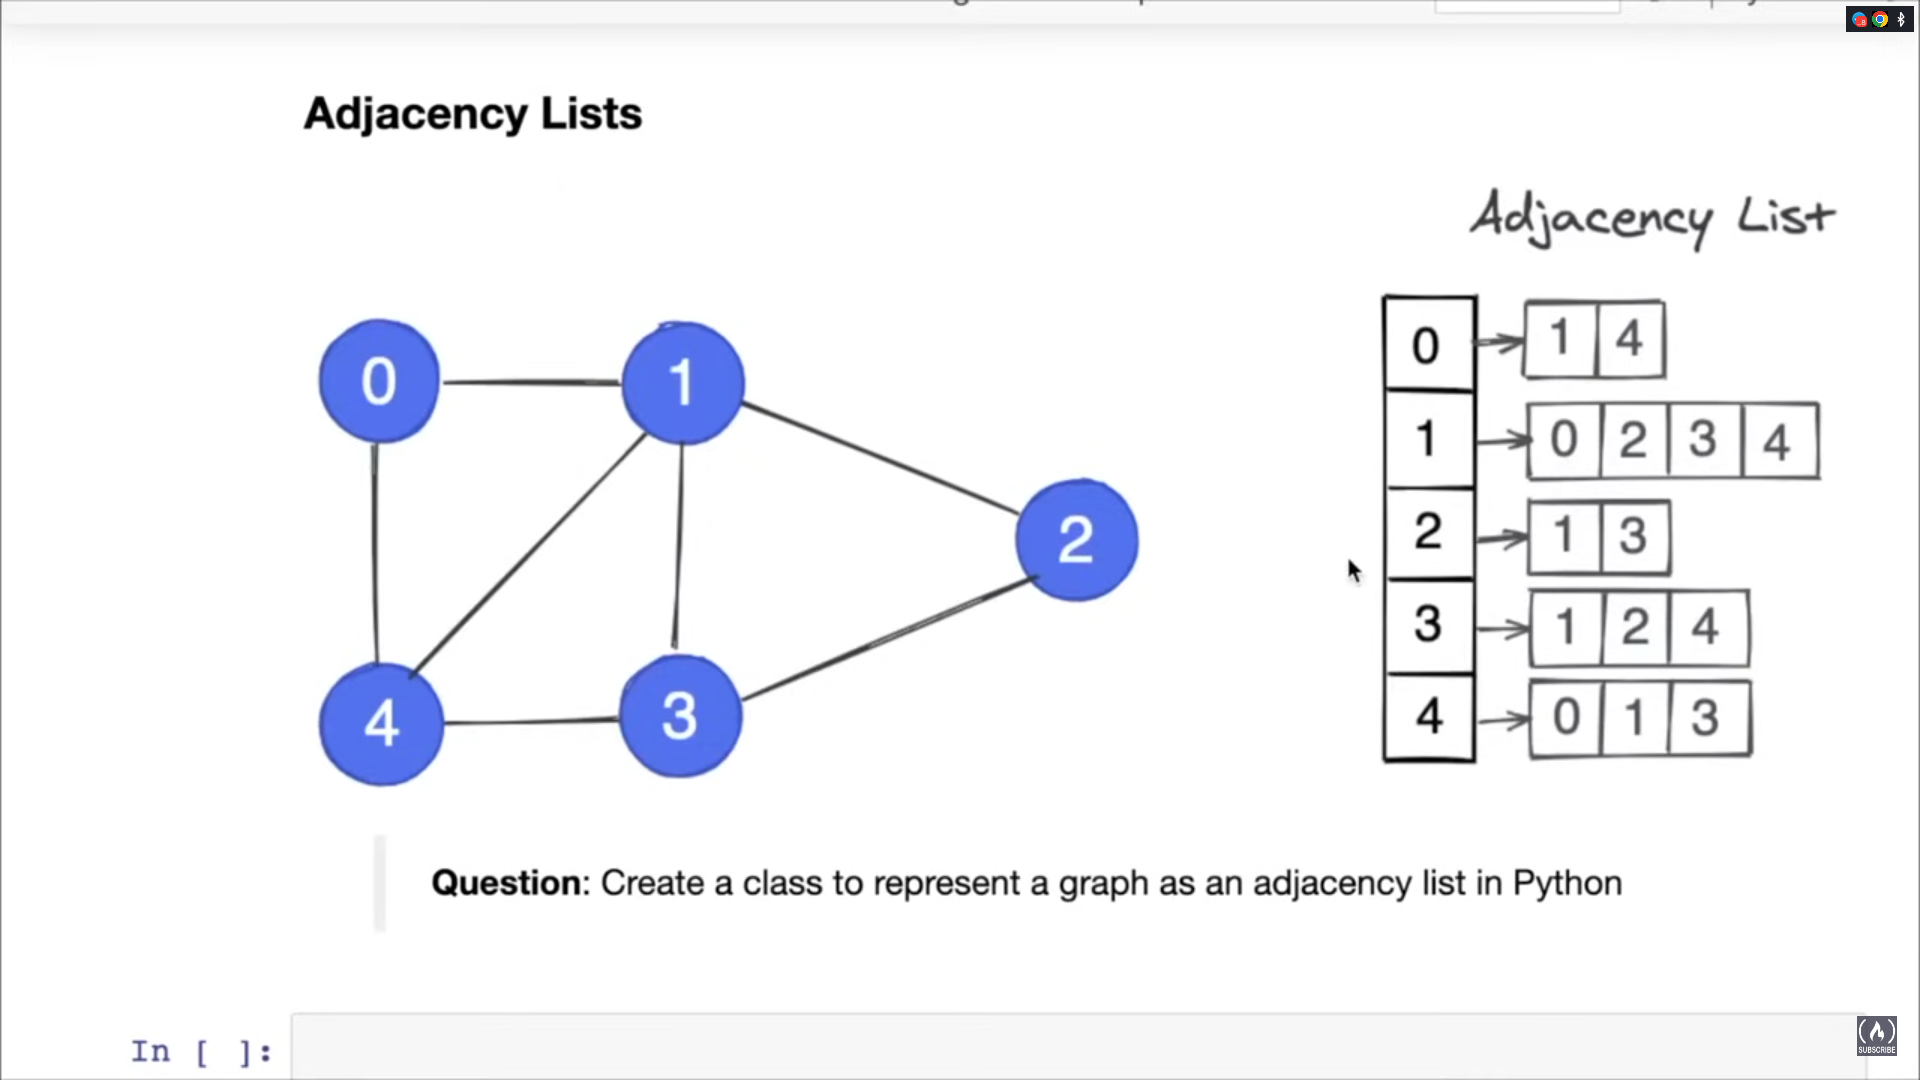 Adjacency Lists
Adjacency List
0 1 4
1 0 2 3 4
2 1 3
3 1 2 4
4 0 1 3
0
1
2
4
3
Question: Create a class to represent a graph as an adjacency list in Python
In [ ]:
SUBSCRIBE